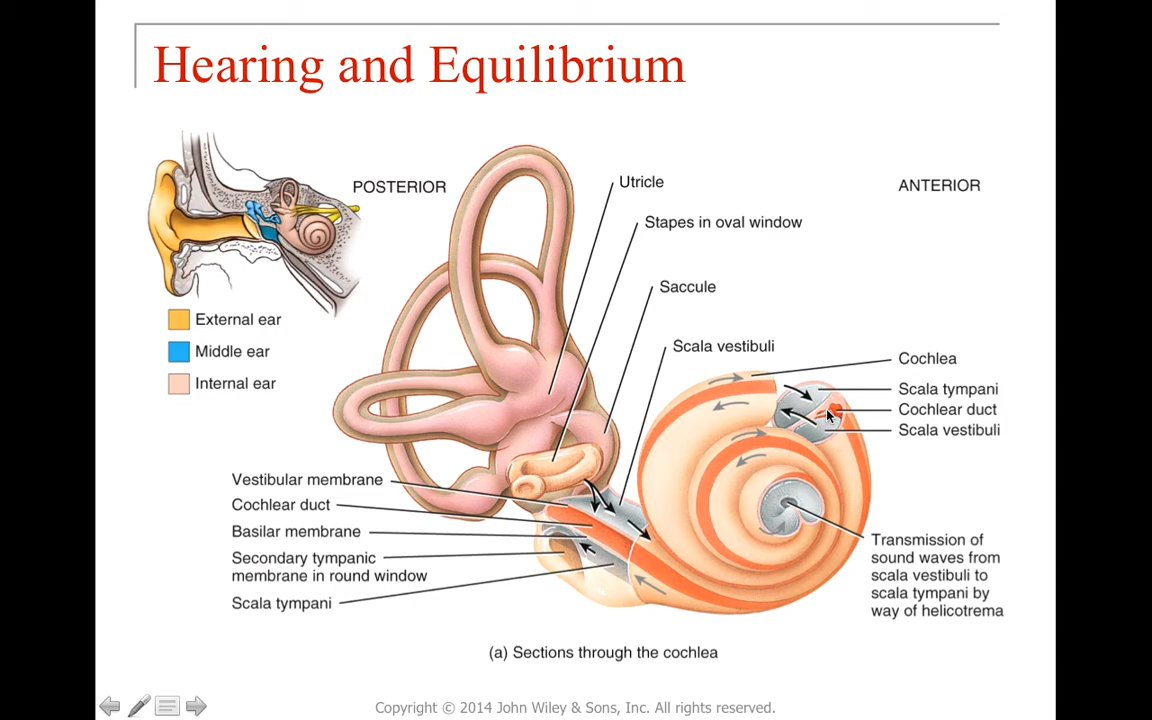 Hearing and Equilibrium
POSTERIOR
ANTERIOR
Utricle
Stapes in oval window
Saccule
Scala vestibuli
External ear
Middle ear
Internal ear
Cochlea
Scala tympani
Cochlear duct
Scala vestibuli
Vestibular membrane
Cochlear duct
Basilar membrane
Secondary tympanic
membrane in round window
Scala tympani
Transmission of
sound waves from
scala vestibuli to
scala tympani by
way of helicotrema
(a) Sections through the cochlea
Copyright © 2014 John Wiley & Sons, Inc. All rights reserved.